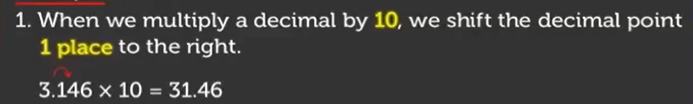 1. When we multiply a decimal by 10, we shift the decimal point
1 place to the right.
3.146 × 10 = 31.46